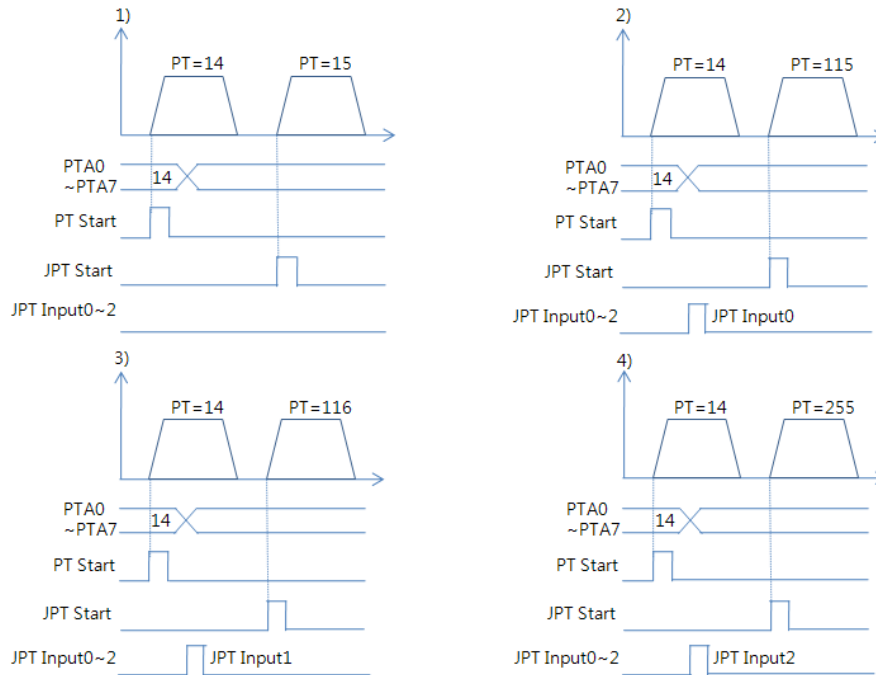 1)
PT=14 PT=15
PTA0
~PTA7
14
PT Start
JPT Start
JPT Input0~2
2)
PT=14 PT=115
PTA0
~PTA7
14
PT Start
JPT Start
JPT Input0~2 JPT Input0
3)
PT=14 PT=116
PTA0
~PTA7
14
PT Start
JPT Start
JPT Input0~2 JPT Input1
4)
PT=14 PT=255
PTA0
~PTA7
14
PT Start
JPT Start
JPT Input0~2 JPT Input2